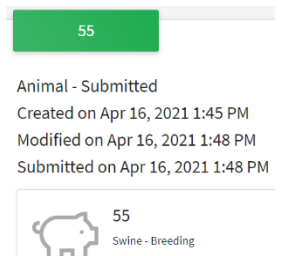 55
Animal - Submitted
Created on Apr 16, 2021 1:45 PM
Modified on Apr 16, 2021 1:48 PM
Submitted on Apr 16, 2021 1:48 PM
55
Swine - Breeding